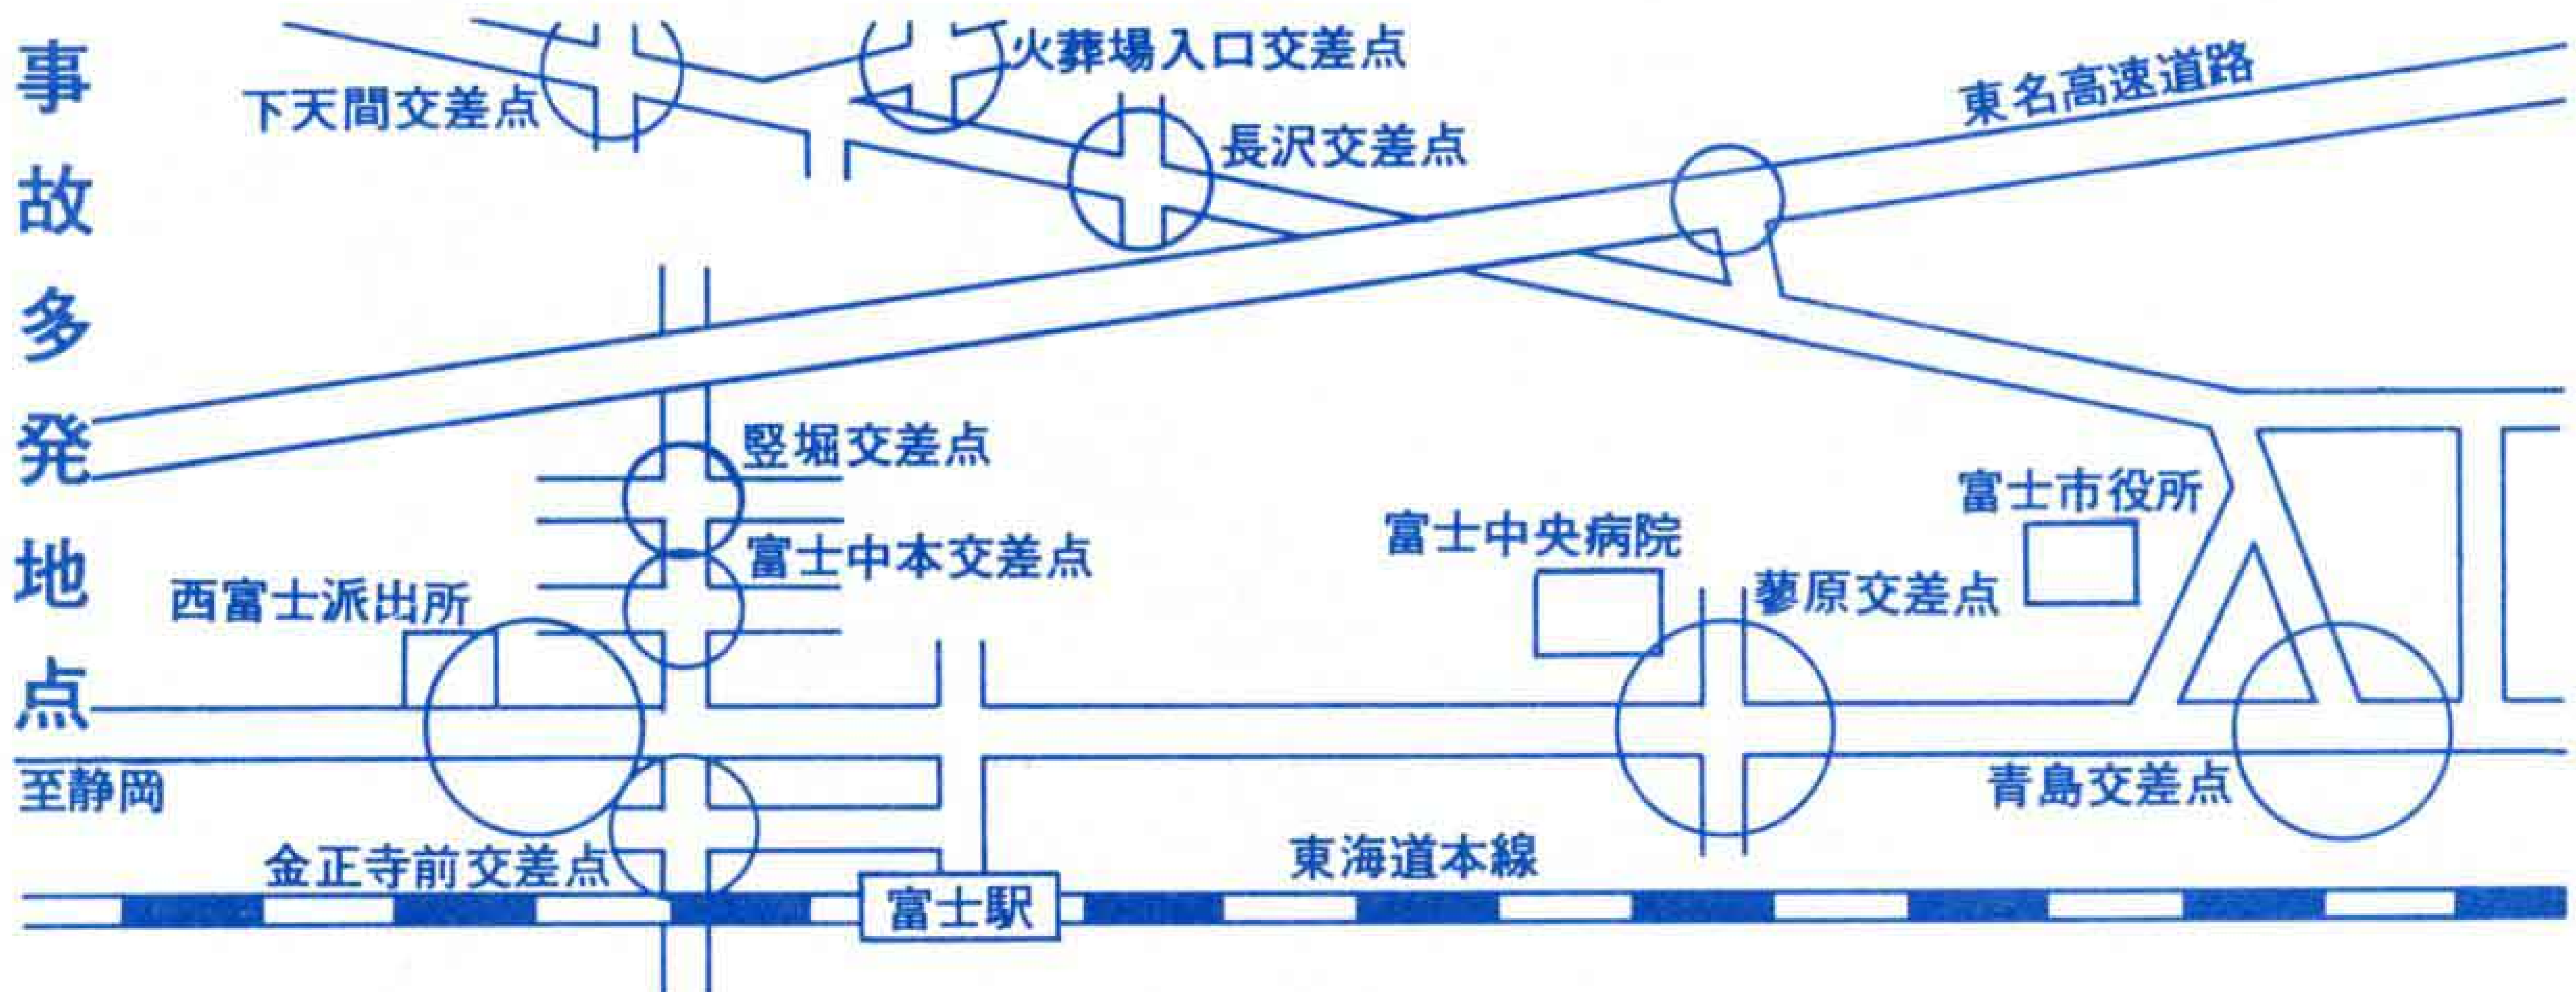 事故多発地点
火葬場入口交差点
下天間交差点
長沢交差点
東名高速道路
竪堀交差点
富士中本交差点
西富士派出所
富士中央病院
富士市役所
蓼原交差点
至静岡
青島交差点
金正寺前交差点
東海道本線
富士駅